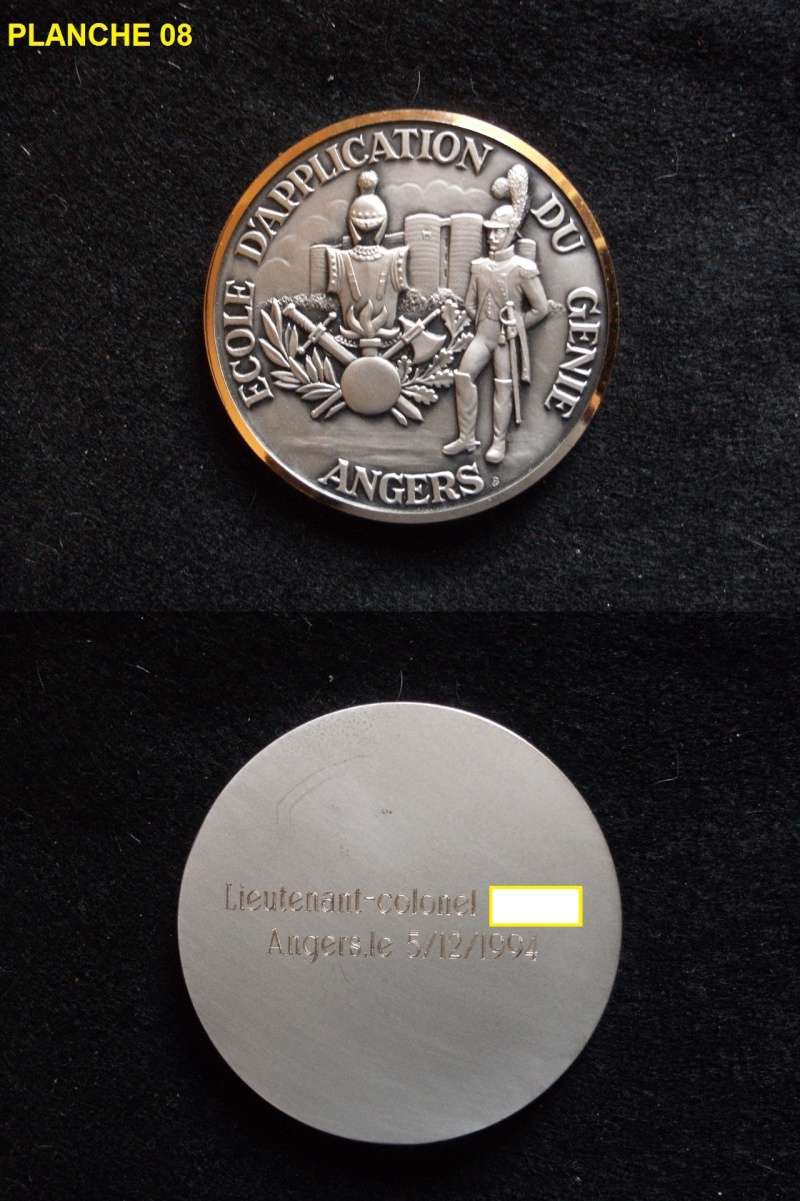 PLANCHE 08
ECOLE D'APPLICATION DU GENIE
ANGERS
Lieutenant-colonel
Angers,le 5/12/1994